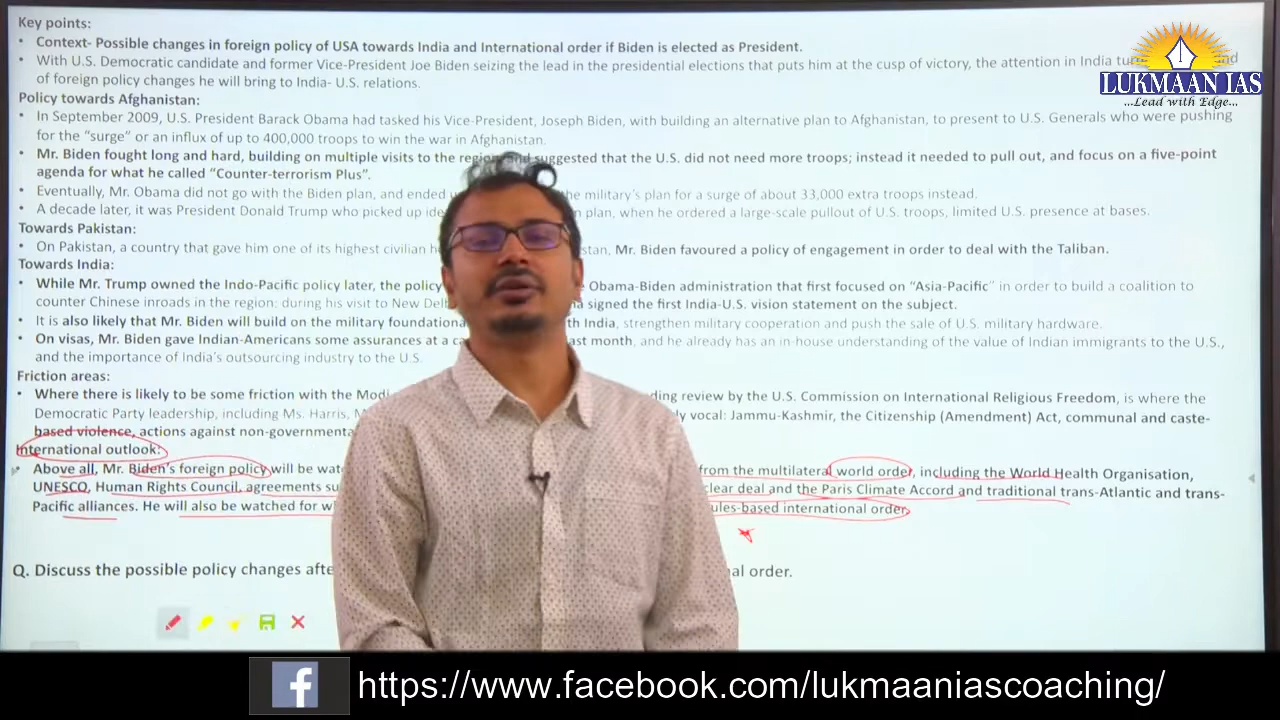 Key points:
• Context- Possible changes in foreign policy of USA towards India and International order if Biden is elected as President.
• With U.S. Democratic candidate and former Vice-President Joe Biden seizing the lead in the presidential elections that puts him at the cusp of victory, the attention in India
of foreign policy changes he will bring to India- U.S. relations.
LUKMAAN IAS
...Lead with Edge...
Policy towards Afghanistan:
• In September 2009, U.S. President Barack Obama had tasked his Vice-President, Joseph Biden, with building an alternative plan to Afghanistan, to present to U.S. Generals who were pushing
for the "surge" or an influx of up to 400,000 troops to win the war in Afghanistan.
• Mr. Biden fought long and hard, building on multiple visits to the region and suggested that the U.S. did not need more troops; instead it needed to pull out, and focus on a five-point
agenda for what he called "Counter-terrorism Plus".
• Eventually, Mr. Obama did not go with the Biden plan, and ended the military's plan for a surge of about 33,000 extra troops instead.
• A decade later, it was President Donald Trump who picked up plan, when he ordered a large-scale pullout of U.S. troops, limited U.S. presence at bases.
Towards Pakistan:
• On Pakistan, a country that gave him one of its highest civilian Mr. Biden favoured a policy of engagement in order to deal with the Taliban.
Towards India:
• While Mr. Trump owned the Indo-Pacific policy later, the policy Obama-Biden administration that first focused on "Asia-Pacific" in order to build a coalition to
counter Chinese inroads in the region: during his visit to New signed the first India-U.S. vision statement on the subject.
• It is also likely that Mr. Biden will build on the military India, strengthen military cooperation and push the sale of U.S. military hardware.
• On visas, Mr. Biden gave Indian-Americans some assurances at a month, and he already has an in-house understanding of the value of Indian immigrants to the U.S.,
and the importance of India's outsourcing industry to the U.S.
Friction areas:
• Where there is likely to be some friction with the review by the U.S. Commission on International Religious Freedom, is where the
Democratic Party leadership, including Ms. Harris, vocal: Jammu-Kashmir, the Citizenship (Amendment) Act, communal and caste-
based violence, actions against
International outlook:
• Above all, Mr. Biden's foreign policy will be from the multilateral world order, including the World Health Organisation,
UNESCO, Human Rights Council, agreements deal and the Paris Climate Accord and traditional trans-Atlantic and trans-
Pacific alliances. He will also be watched for international order.
Q. Discuss the possible policy changes order.
f https://www.facebook.com/lukmaaniascoaching/